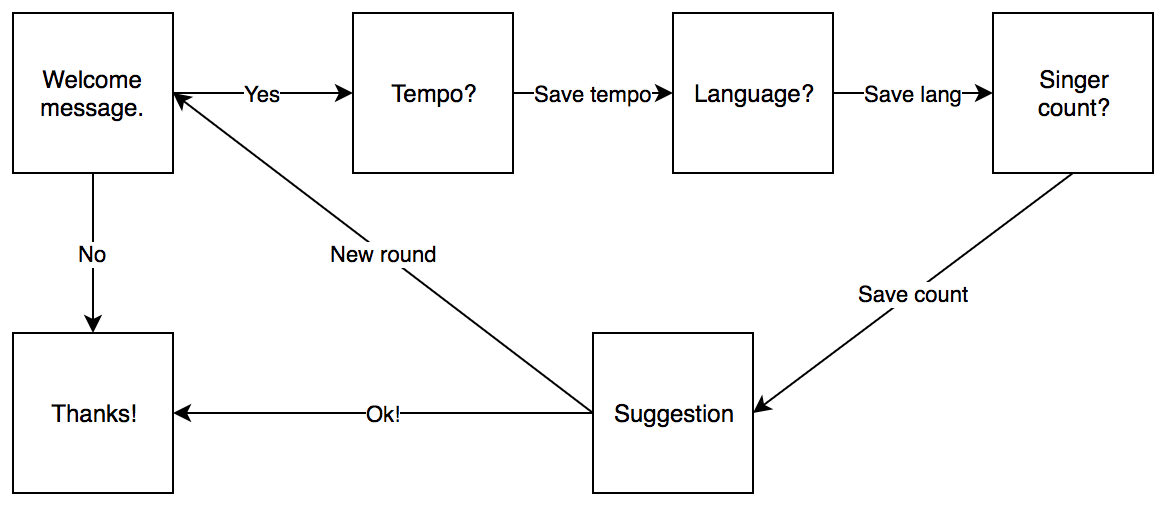 Welcome
message.
Yes
Tempo?
Save tempo
Language?
Save lang
Singer
count?
No
New round
Save count
Thanks!
Ok!
Suggestion